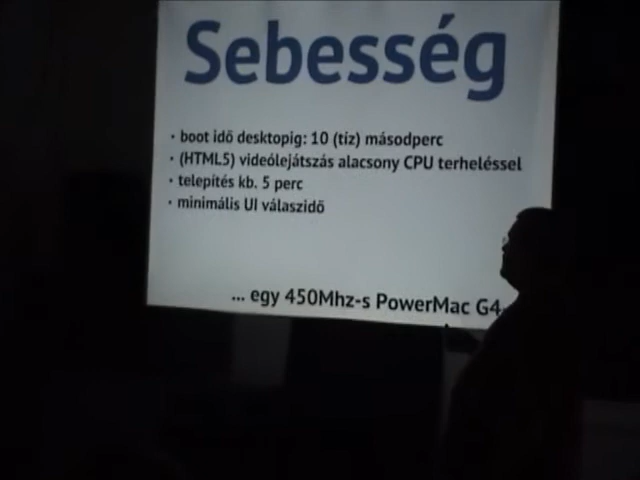 Sebesség
• boot idő desktopig: 10 (tíz) másodperc
• (HTML5) videólejátszás alacsony CPU terheléssel
• telepítés kb. 5 perc
• minimális UI válaszidő
... egy 450Mhz-s PowerMac G4